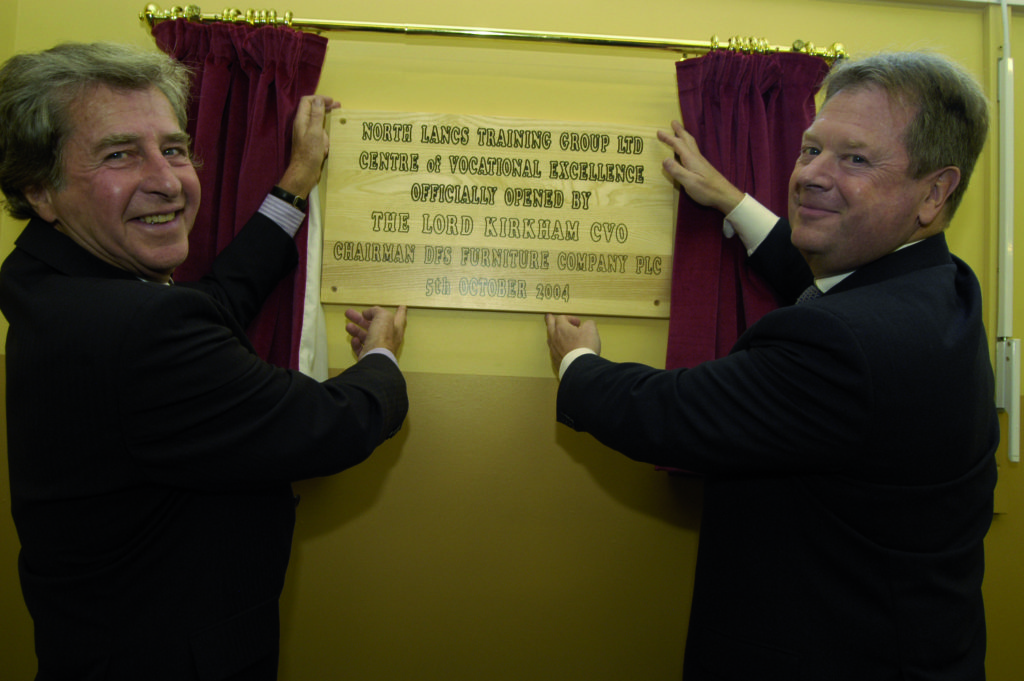 NORTH LANCS TRAINING GROUP LTD
CENTRE of VOCATIONAL EXCELLENCE
OFFICIALLY OPENED BY
THE LORD KIRKHAM CVO
CHAIRMAN DFS FURNITURE COMPANY PLC
5th OCTOBER 2004